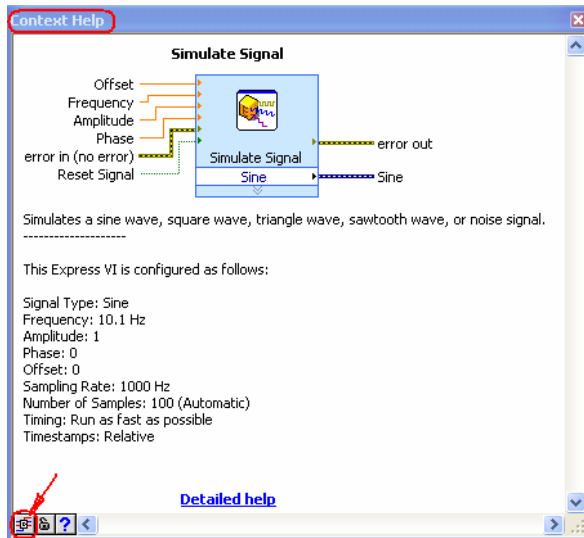 Context Help
Simulate Signal
Offset
Frequency
Amplitude
Phase
error in (no error)
Reset Signal
Simulate Signal
Sine
error out
Sine
Simulates a sine wave, square wave, triangle wave, sawtooth wave, or noise signal.
--------------------
This Express VI is configured as follows:
Signal Type: Sine
Frequency: 10.1 Hz
Amplitude: 1
Phase: 0
Offset: 0
Sampling Rate: 1000 Hz
Number of Samples: 100 (Automatic)
Timing: Run as fast as possible
Timestamps: Relative
Detailed help
?